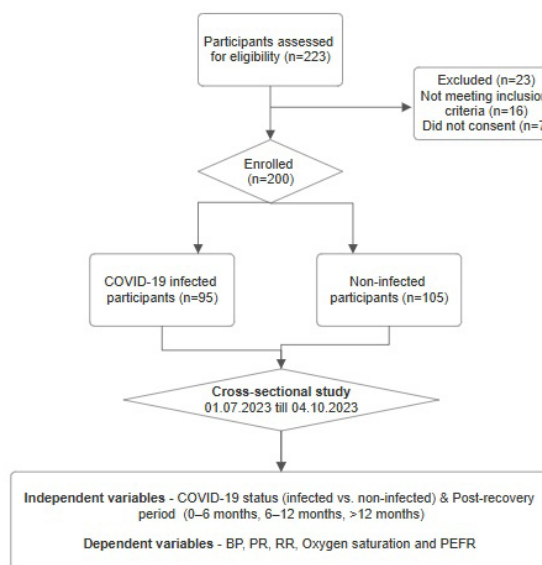 Participants assessed
for eligibility (n=223)
Excluded (n=23)
Not meeting inclusion
criteria (n=16)
Did not consent (n=7
Enrolled
(n=200)
COVID-19 infected
participants (n=95)
Non-infected
participants (n=105)
Cross-sectional study
01.07.2023 till 04.10.2023
Independent variables - COVID-19 status (infected vs. non-infected) & Post-recovery
period (0–6 months, 6–12 months, >12 months)
Dependent variables - BP, PR, RR, Oxygen saturation and PEFR